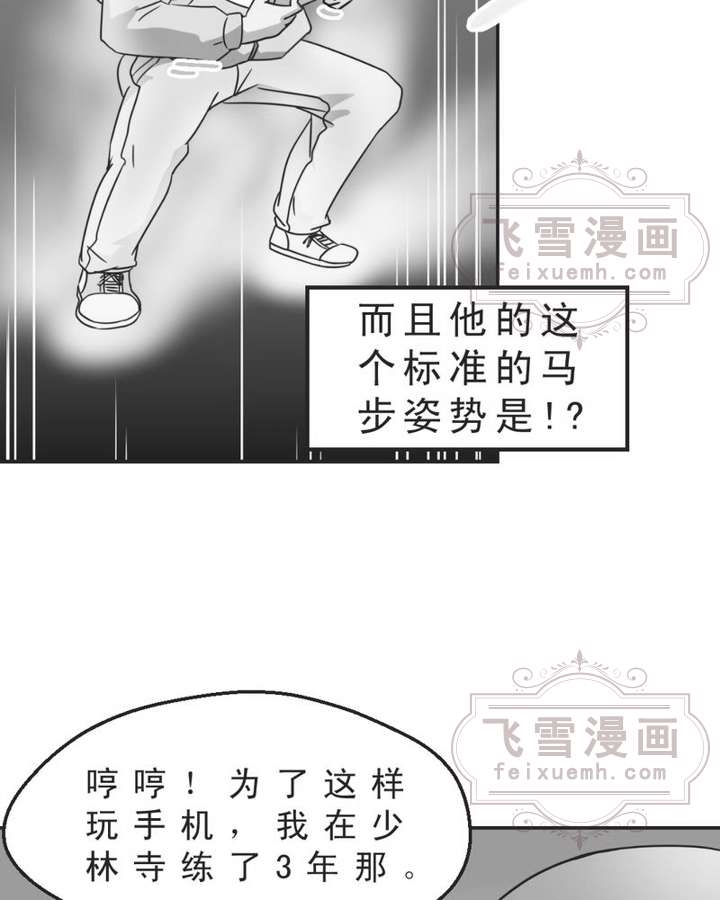 飞雪漫画
feixuemh.com
而且他的这
个标准的马
步姿势是!?
飞雪漫画
feixuemh.com
哼哼！为了这样
玩手机，我在少
林寺练了3年那。